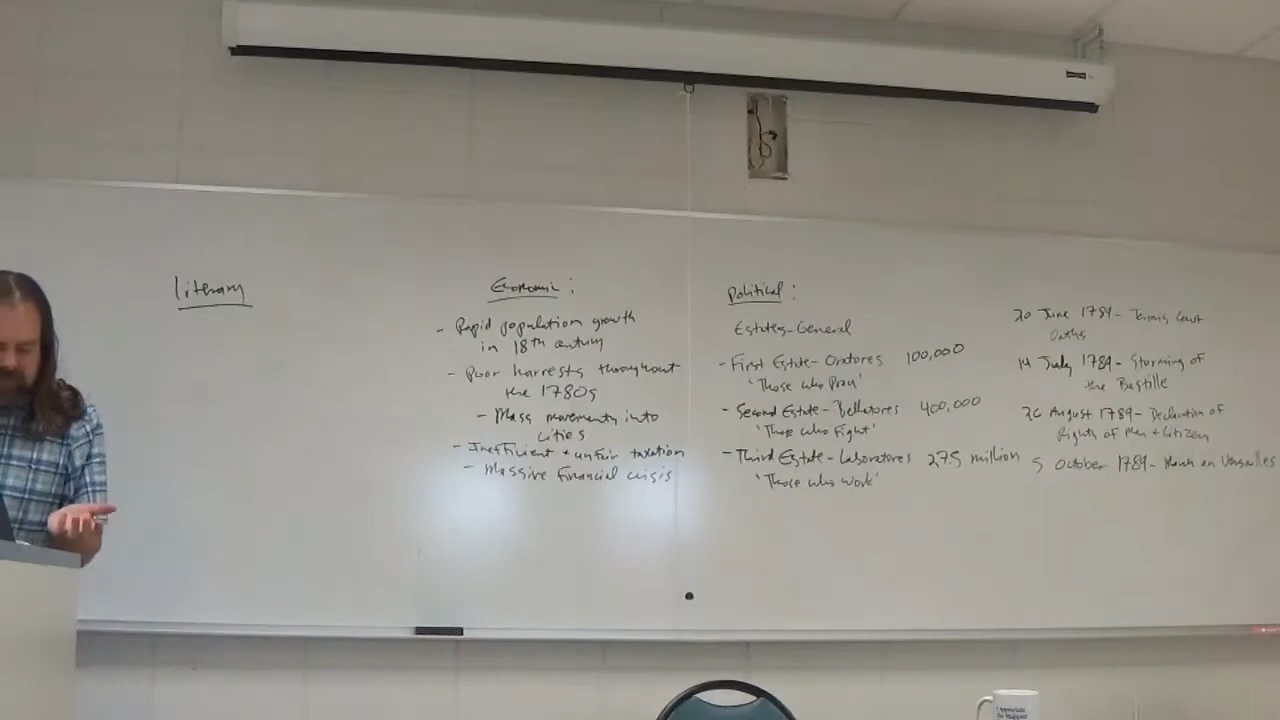 Literary
Economic:
- Rapid population growth
in 18th century
- Poor harvests throughout
the 1780s
- Mass movements into
cities
- Inefficient + unfair taxation
- Massive financial crisis
Political:
Estates-General
- First Estate - Oratores 100,000
'Those who Pray'
- Second Estate - Bellatores 400,000
'Those who Fight'
- Third Estate - Laboratores 27.5 million
'Those who work'
20 June 1789 - Tennis Court
Oaths
14 July 1789 - Storming of
the Bastille
26 August 1789 - Declaration of
Rights of Man + Citizen
5 October 1789 - March on Versailles
I Appreciate